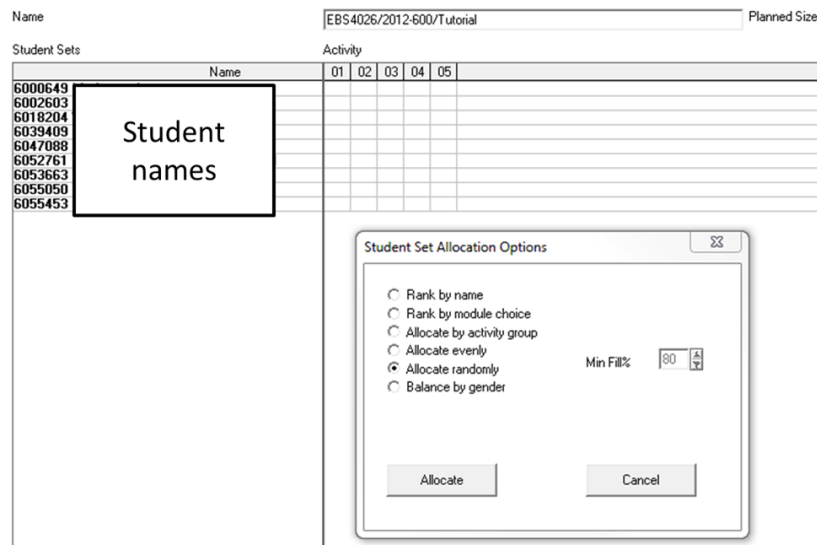 Name EBS4026/2012-600/Tutorial Planned Size
Student Sets Activity
Name 01 02 03 04 05
6000649
6002603
6018204
6039409
6047088
6052761
6053663
6055050
6055453
Student
names
Student Set Allocation Options
Rank by name
Rank by module choice
Allocate by activity group
Allocate evenly
Allocate randomly
Balance by gender
Min Fill% 80
Allocate Cancel